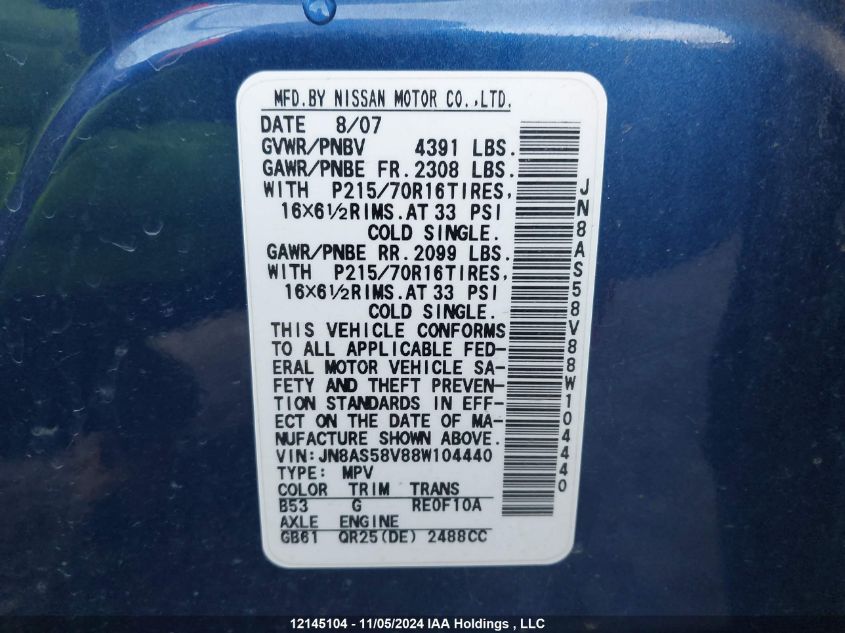 MFD.BY NISSAN MOTOR CO.,LTD.
DATE 8/07
GVWR/PNBV 4391 LBS.
GAWR/PNBE FR. 2308 LBS.
WITH P215/70R16TIRES,
16X6½RIMS.AT 33 PSI
COLD SINGLE.
GAWR/PNBE RR. 2099 LBS.
WITH P215/70R16TIRES,
16X6½RIMS.AT 33 PSI
COLD SINGLE.
THIS VEHICLE CONFORMS
TO ALL APPLICABLE FED-
ERAL MOTOR VEHICLE SA-
FETY AND THEFT PREVEN-
TION STANDARDS IN EFF-
ECT ON THE DATE OF MA-
NUFACTURE SHOWN ABOVE.
VIN:JN8AS58V88W104440
TYPE: MPV
COLOR TRIM TRANS
B53 G RE0F10A
AXLE ENGINE
GB61 QR25(DE) 2488CC
JN8AS58V88W104440
12145104 - 11/05/2024 IAA Holdings , LLC